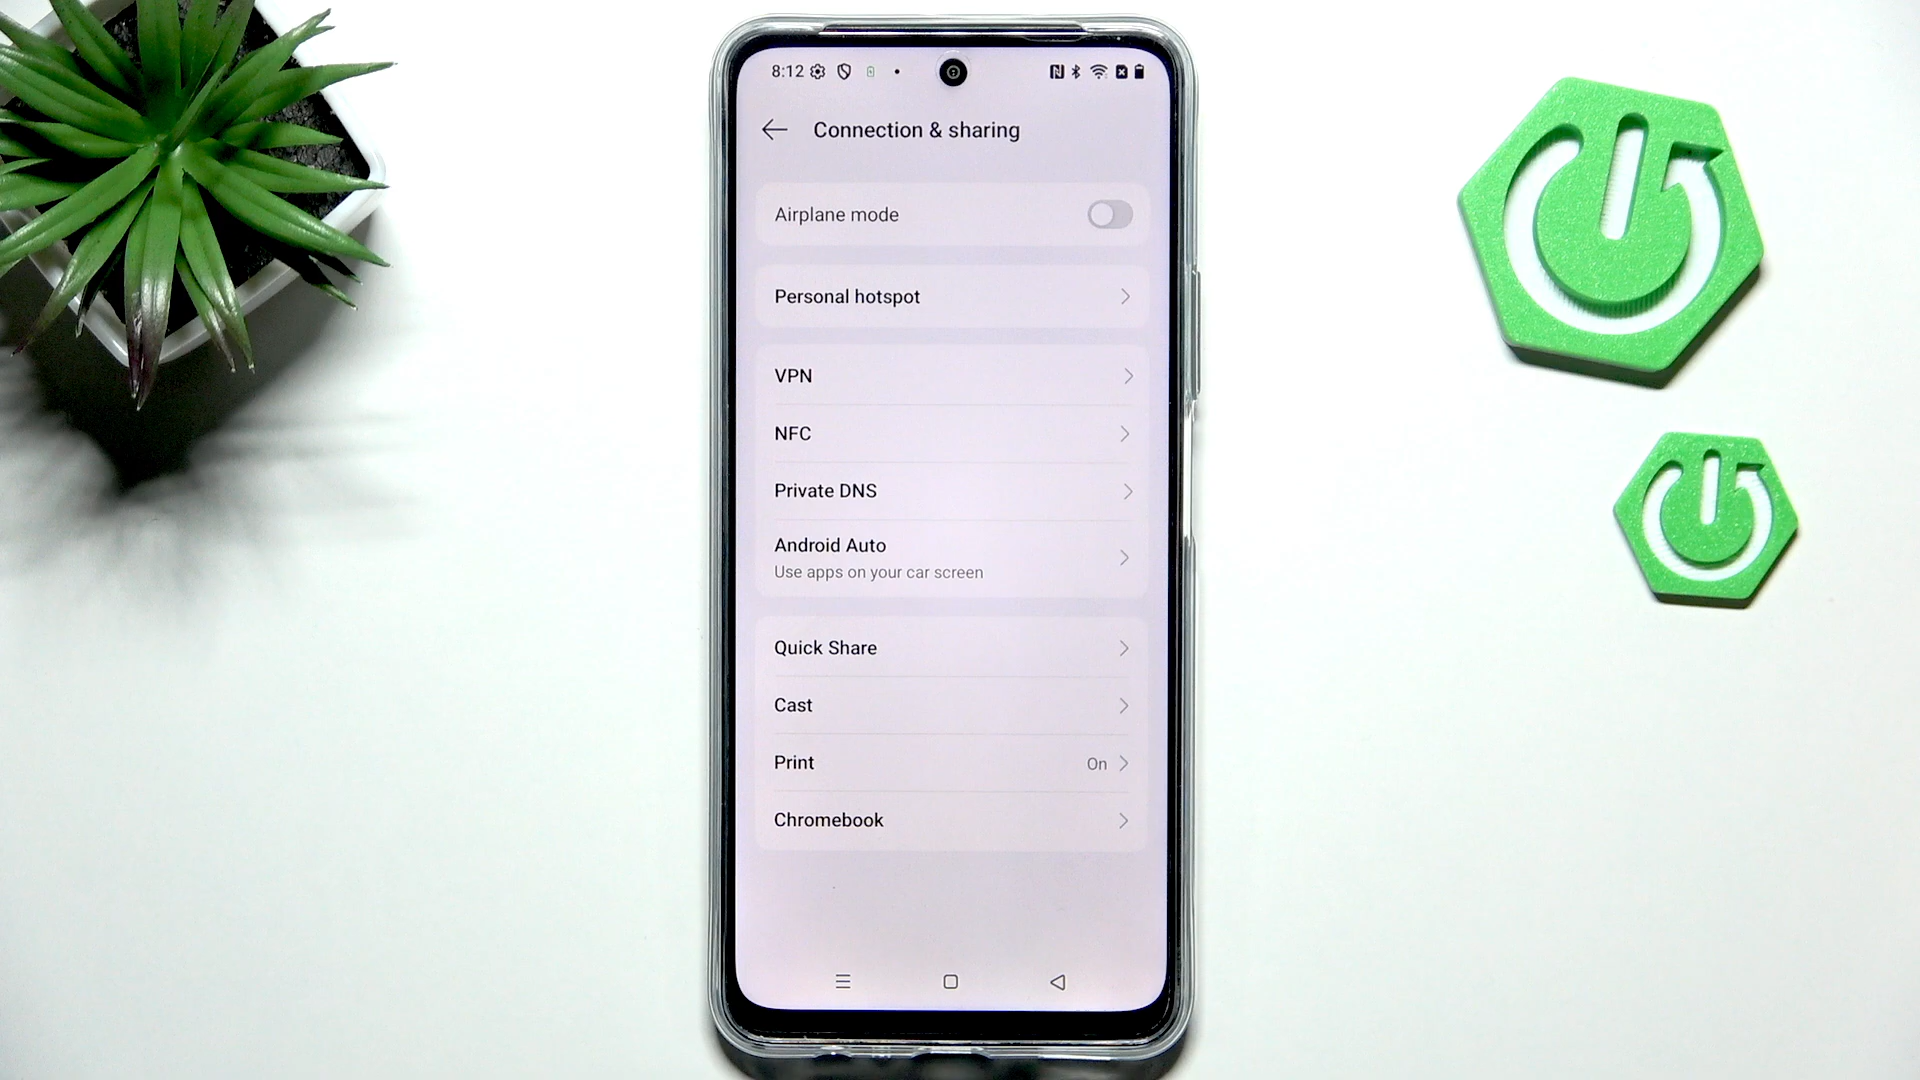 8:12
Connection & sharing
Airplane mode
Personal hotspot
VPN
NFC
Private DNS
Android Auto
Use apps on your car screen
Quick Share
Cast
Print On
Chromebook